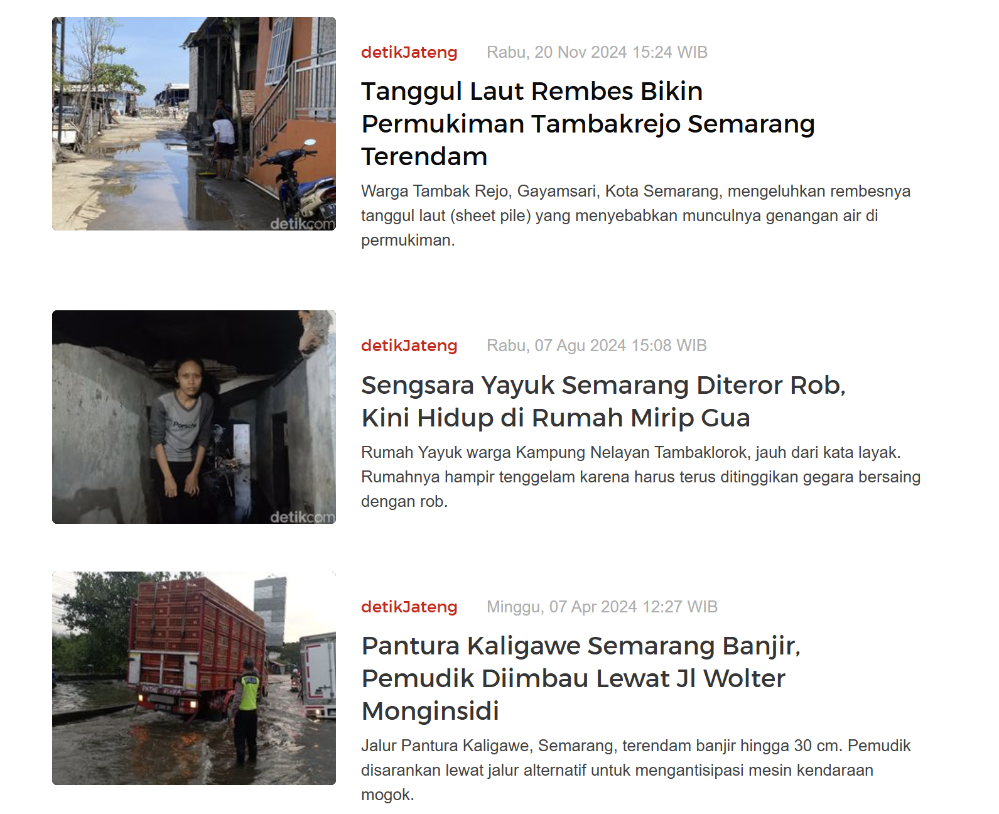 detikJateng Rabu, 20 Nov 2024 15:24 WIB
Tanggul Laut Rembes Bikin
Permukiman Tambakrejo Semarang
Terendam
Warga Tambak Rejo, Gayamsari, Kota Semarang, mengeluhkan rembesnya
tanggul laut (sheet pile) yang menyebabkan munculnya genangan air di
permukiman.
detikcom
detikJateng Rabu, 07 Agu 2024 15:08 WIB
Sengsara Yayuk Semarang Diteror Rob,
Kini Hidup di Rumah Mirip Gua
Rumah Yayuk warga Kampung Nelayan Tambaklorok, jauh dari kata layak.
Rumahnya hampir tenggelam karena harus terus ditinggikan gegara bersaing
dengan rob.
Porsche
detikcom
detikJateng Minggu, 07 Apr 2024 12:27 WIB
Pantura Kaligawe Semarang Banjir,
Pemudik Diimbau Lewat Jl Wolter
Monginsidi
Jalur Pantura Kaligawe, Semarang, terendam banjir hingga 30 cm. Pemudik
disarankan lewat jalur alternatif untuk mengantisipasi mesin kendaraan
mogok.